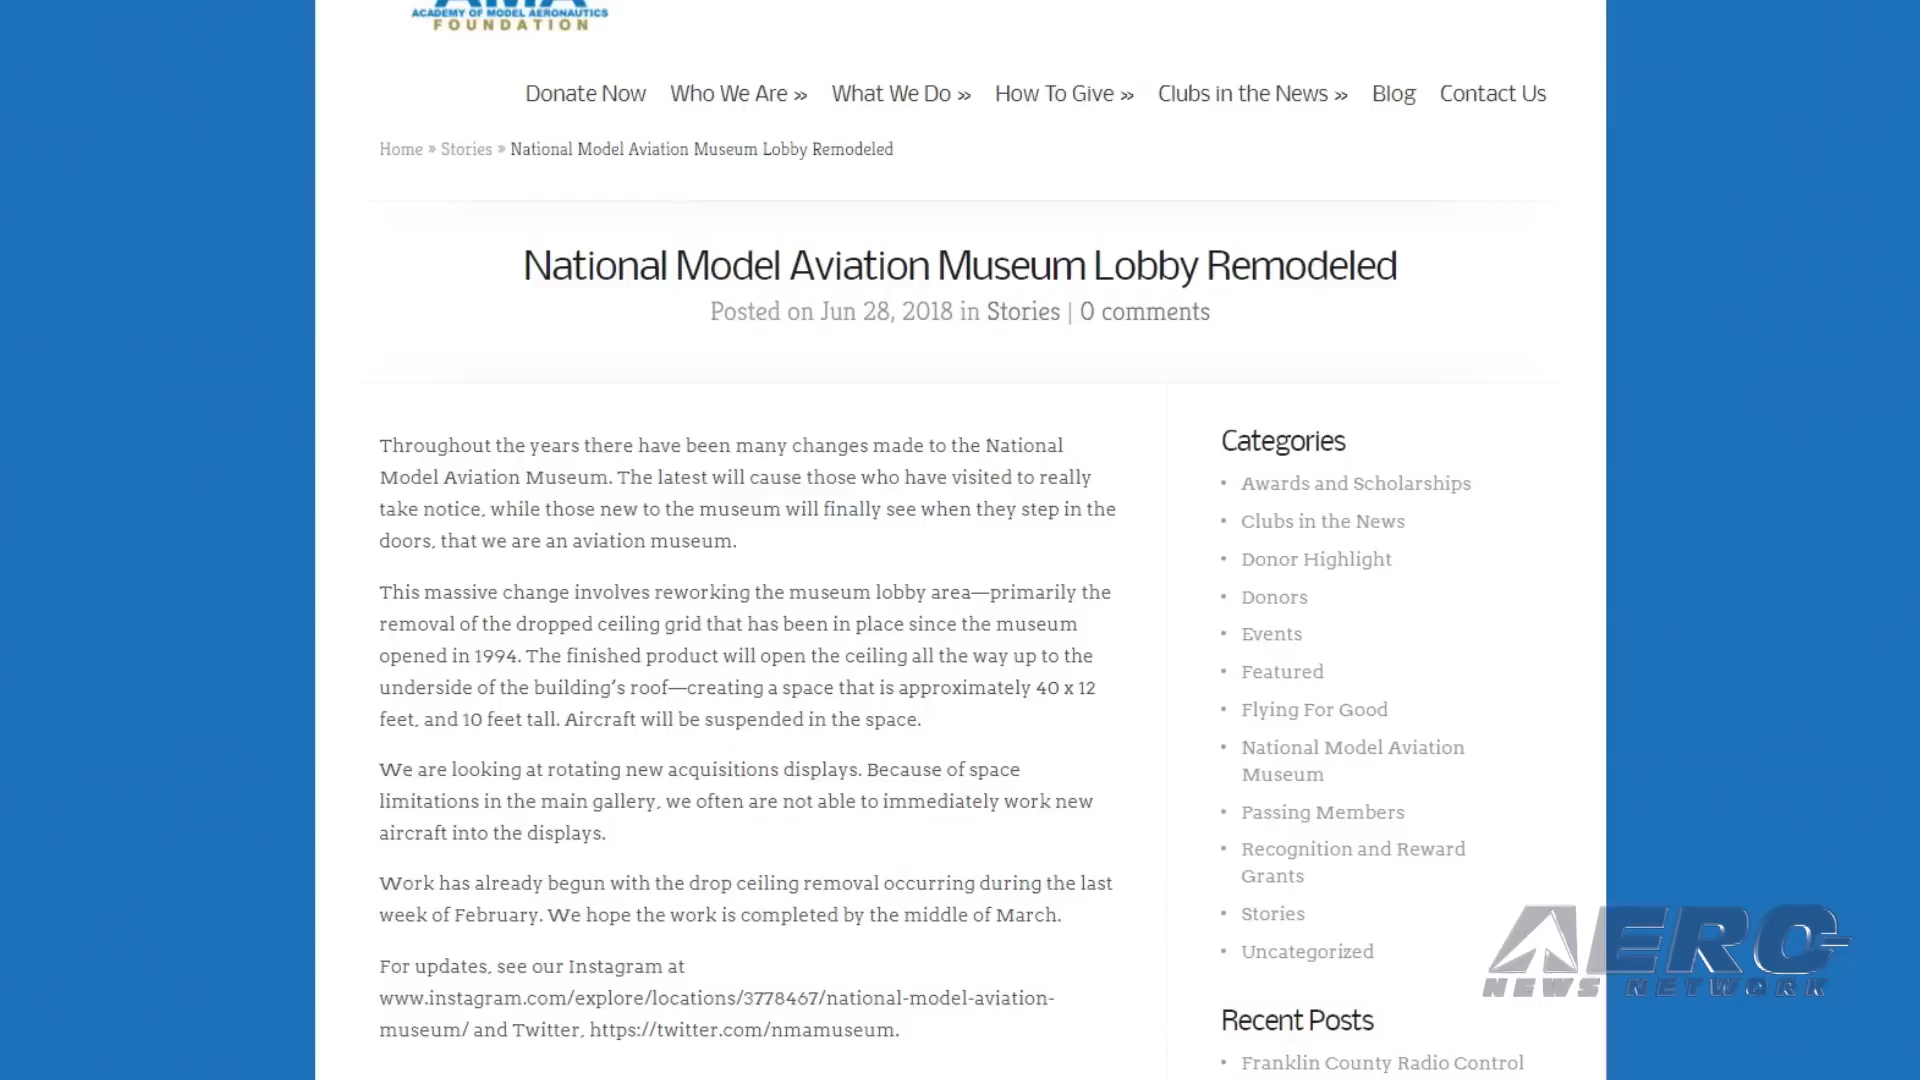 AMA
ACADEMY OF MODEL AERONAUTICS
FOUNDATION
Donate Now Who We Are » What We Do » How To Give » Clubs in the News » Blog Contact Us
Home » Stories » National Model Aviation Museum Lobby Remodeled
National Model Aviation Museum Lobby Remodeled
Posted on Jun 28, 2018 in Stories | 0 comments
Throughout the years there have been many changes made to the National
Model Aviation Museum. The latest will cause those who have visited to really
take notice, while those new to the museum will finally see when they step in the
doors, that we are an aviation museum.
This massive change involves reworking the museum lobby area—primarily the
removal of the dropped ceiling grid that has been in place since the museum
opened in 1994. The finished product will open the ceiling all the way up to the
underside of the building’s roof—creating a space that is approximately 40 x 12
feet, and 10 feet tall. Aircraft will be suspended in the space.
We are looking at rotating new acquisitions displays. Because of space
limitations in the main gallery, we often are not able to immediately work new
aircraft into the displays.
Work has already begun with the drop ceiling removal occurring during the last
week of February. We hope the work is completed by the middle of March.
For updates, see our Instagram at
www.instagram.com/explore/locations/3778467/national-model-aviation-
museum/ and Twitter, https://twitter.com/nmamuseum.
Categories
• Awards and Scholarships
• Clubs in the News
• Donor Highlight
• Donors
• Events
• Featured
• Flying For Good
• National Model Aviation
Museum
• Passing Members
• Recognition and Reward
Grants
• Stories
• Uncategorized
Recent Posts
• Franklin County Radio Control
AERO
NEWS NETWORK